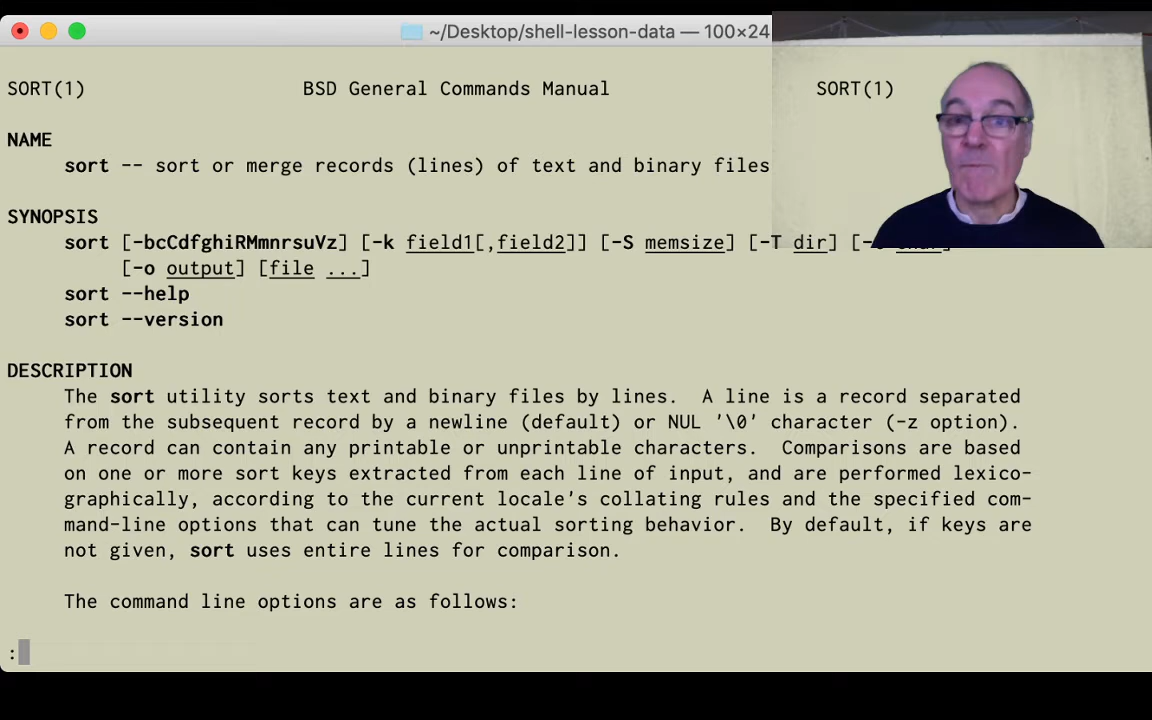 ~/Desktop/shell-lesson-data — 100×24
SORT(1) BSD General Commands Manual SORT(1)
NAME
sort -- sort or merge records (lines) of text and binary files
SYNOPSIS
sort [-bcCdfghiRMmnrsuVz] [-k field1[,field2]] [-S memsize] [-T dir] [-
[-o output] [file ...]
sort --help
sort --version
DESCRIPTION
The sort utility sorts text and binary files by lines. A line is a record separated
from the subsequent record by a newline (default) or NUL '\0' character (-z option).
A record can contain any printable or unprintable characters. Comparisons are based
on one or more sort keys extracted from each line of input, and are performed lexico-
graphically, according to the current locale's collating rules and the specified com-
mand-line options that can tune the actual sorting behavior. By default, if keys are
not given, sort uses entire lines for comparison.
The command line options are as follows:
: